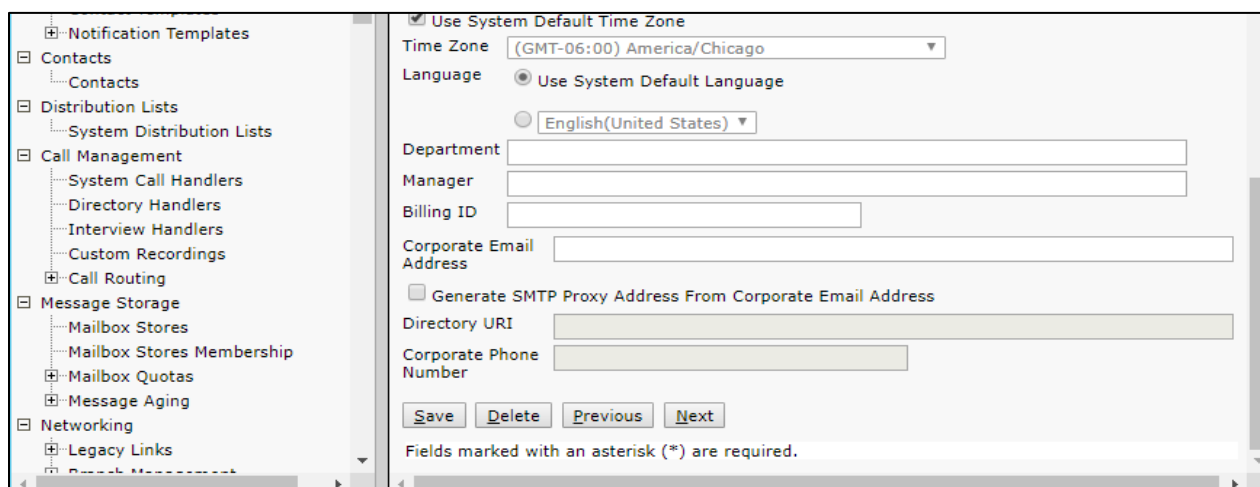 Contact Templates
Notification Templates
Contacts
Contacts
Distribution Lists
System Distribution Lists
Call Management
System Call Handlers
Directory Handlers
Interview Handlers
Custom Recordings
Call Routing
Message Storage
Mailbox Stores
Mailbox Stores Membership
Mailbox Quotas
Message Aging
Networking
Legacy Links
Branch Management
Use System Default Time Zone
Time Zone (GMT-06:00) America/Chicago
Language Use System Default Language
English(United States)
Department
Manager
Billing ID
Corporate Email
Address
Generate SMTP Proxy Address From Corporate Email Address
Directory URI
Corporate Phone
Number
Save Delete Previous Next
Fields marked with an asterisk (*) are required.